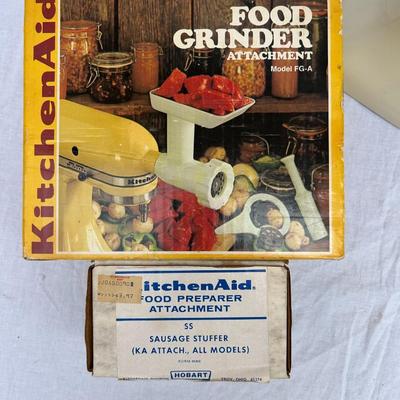 FOOD
GRINDER
ATTACHMENT
Model FG-A
KitchenAid
KitchenAid®
FOOD PREPARER
ATTACHMENT
SS
SAUSAGE STUFFER
(KA ATTACH., ALL MODELS)
HOBART
TROY, OHIO